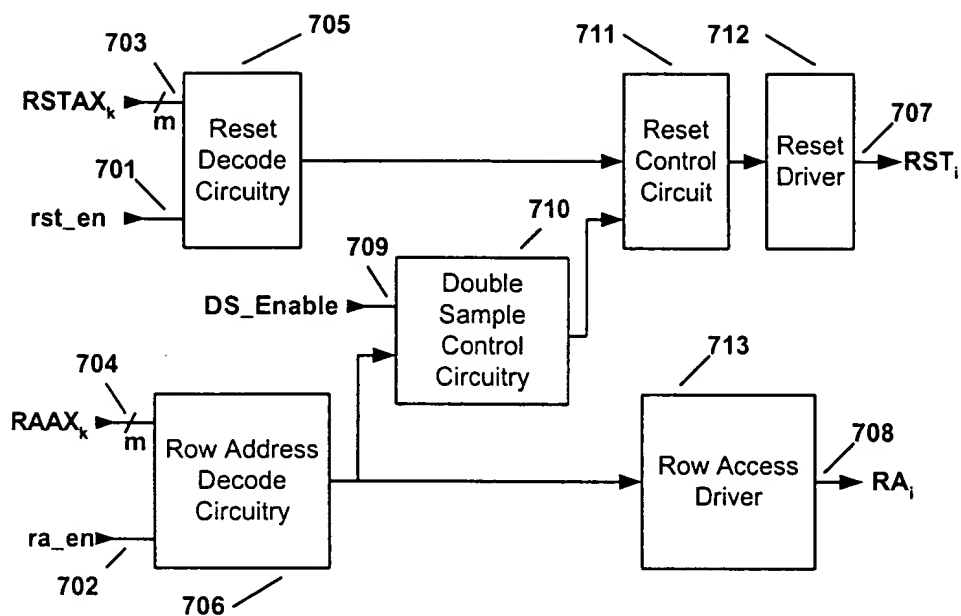 705
711
712
703
RSTAXk
m
Reset
Decode
Circuitry
Reset
Control
Circuit
Reset
Driver
707
RSTi
701
rst_en
710
709
DS_Enable
Double
Sample
Control
Circuitry
713
704
RAAXk
m
Row Address
Decode
Circuitry
Row Access
Driver
708
RAi
ra_en
702
706